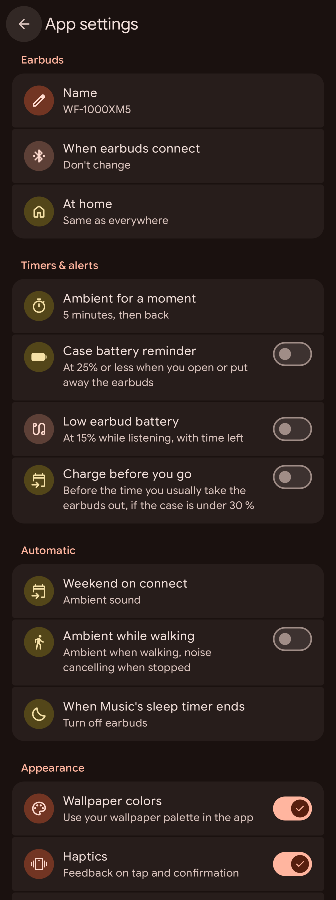 App settings
Earbuds
Name
WF-1000XM5
When earbuds connect
Don't change
At home
Same as everywhere
Timers & alerts
Ambient for a moment
5 minutes, then back
Case battery reminder
At 25% or less when you open or put
away the earbuds
Low earbud battery
At 15% while listening, with time left
Charge before you go
Before the time you usually take the
earbuds out, if the case is under 30 %
Automatic
Weekend on connect
Ambient sound
Ambient while walking
Ambient when walking, noise
cancelling when stopped
When Music's sleep timer ends
Turn off earbuds
Appearance
Wallpaper colors
Use your wallpaper palette in the app
Haptics
Feedback on tap and confirmation